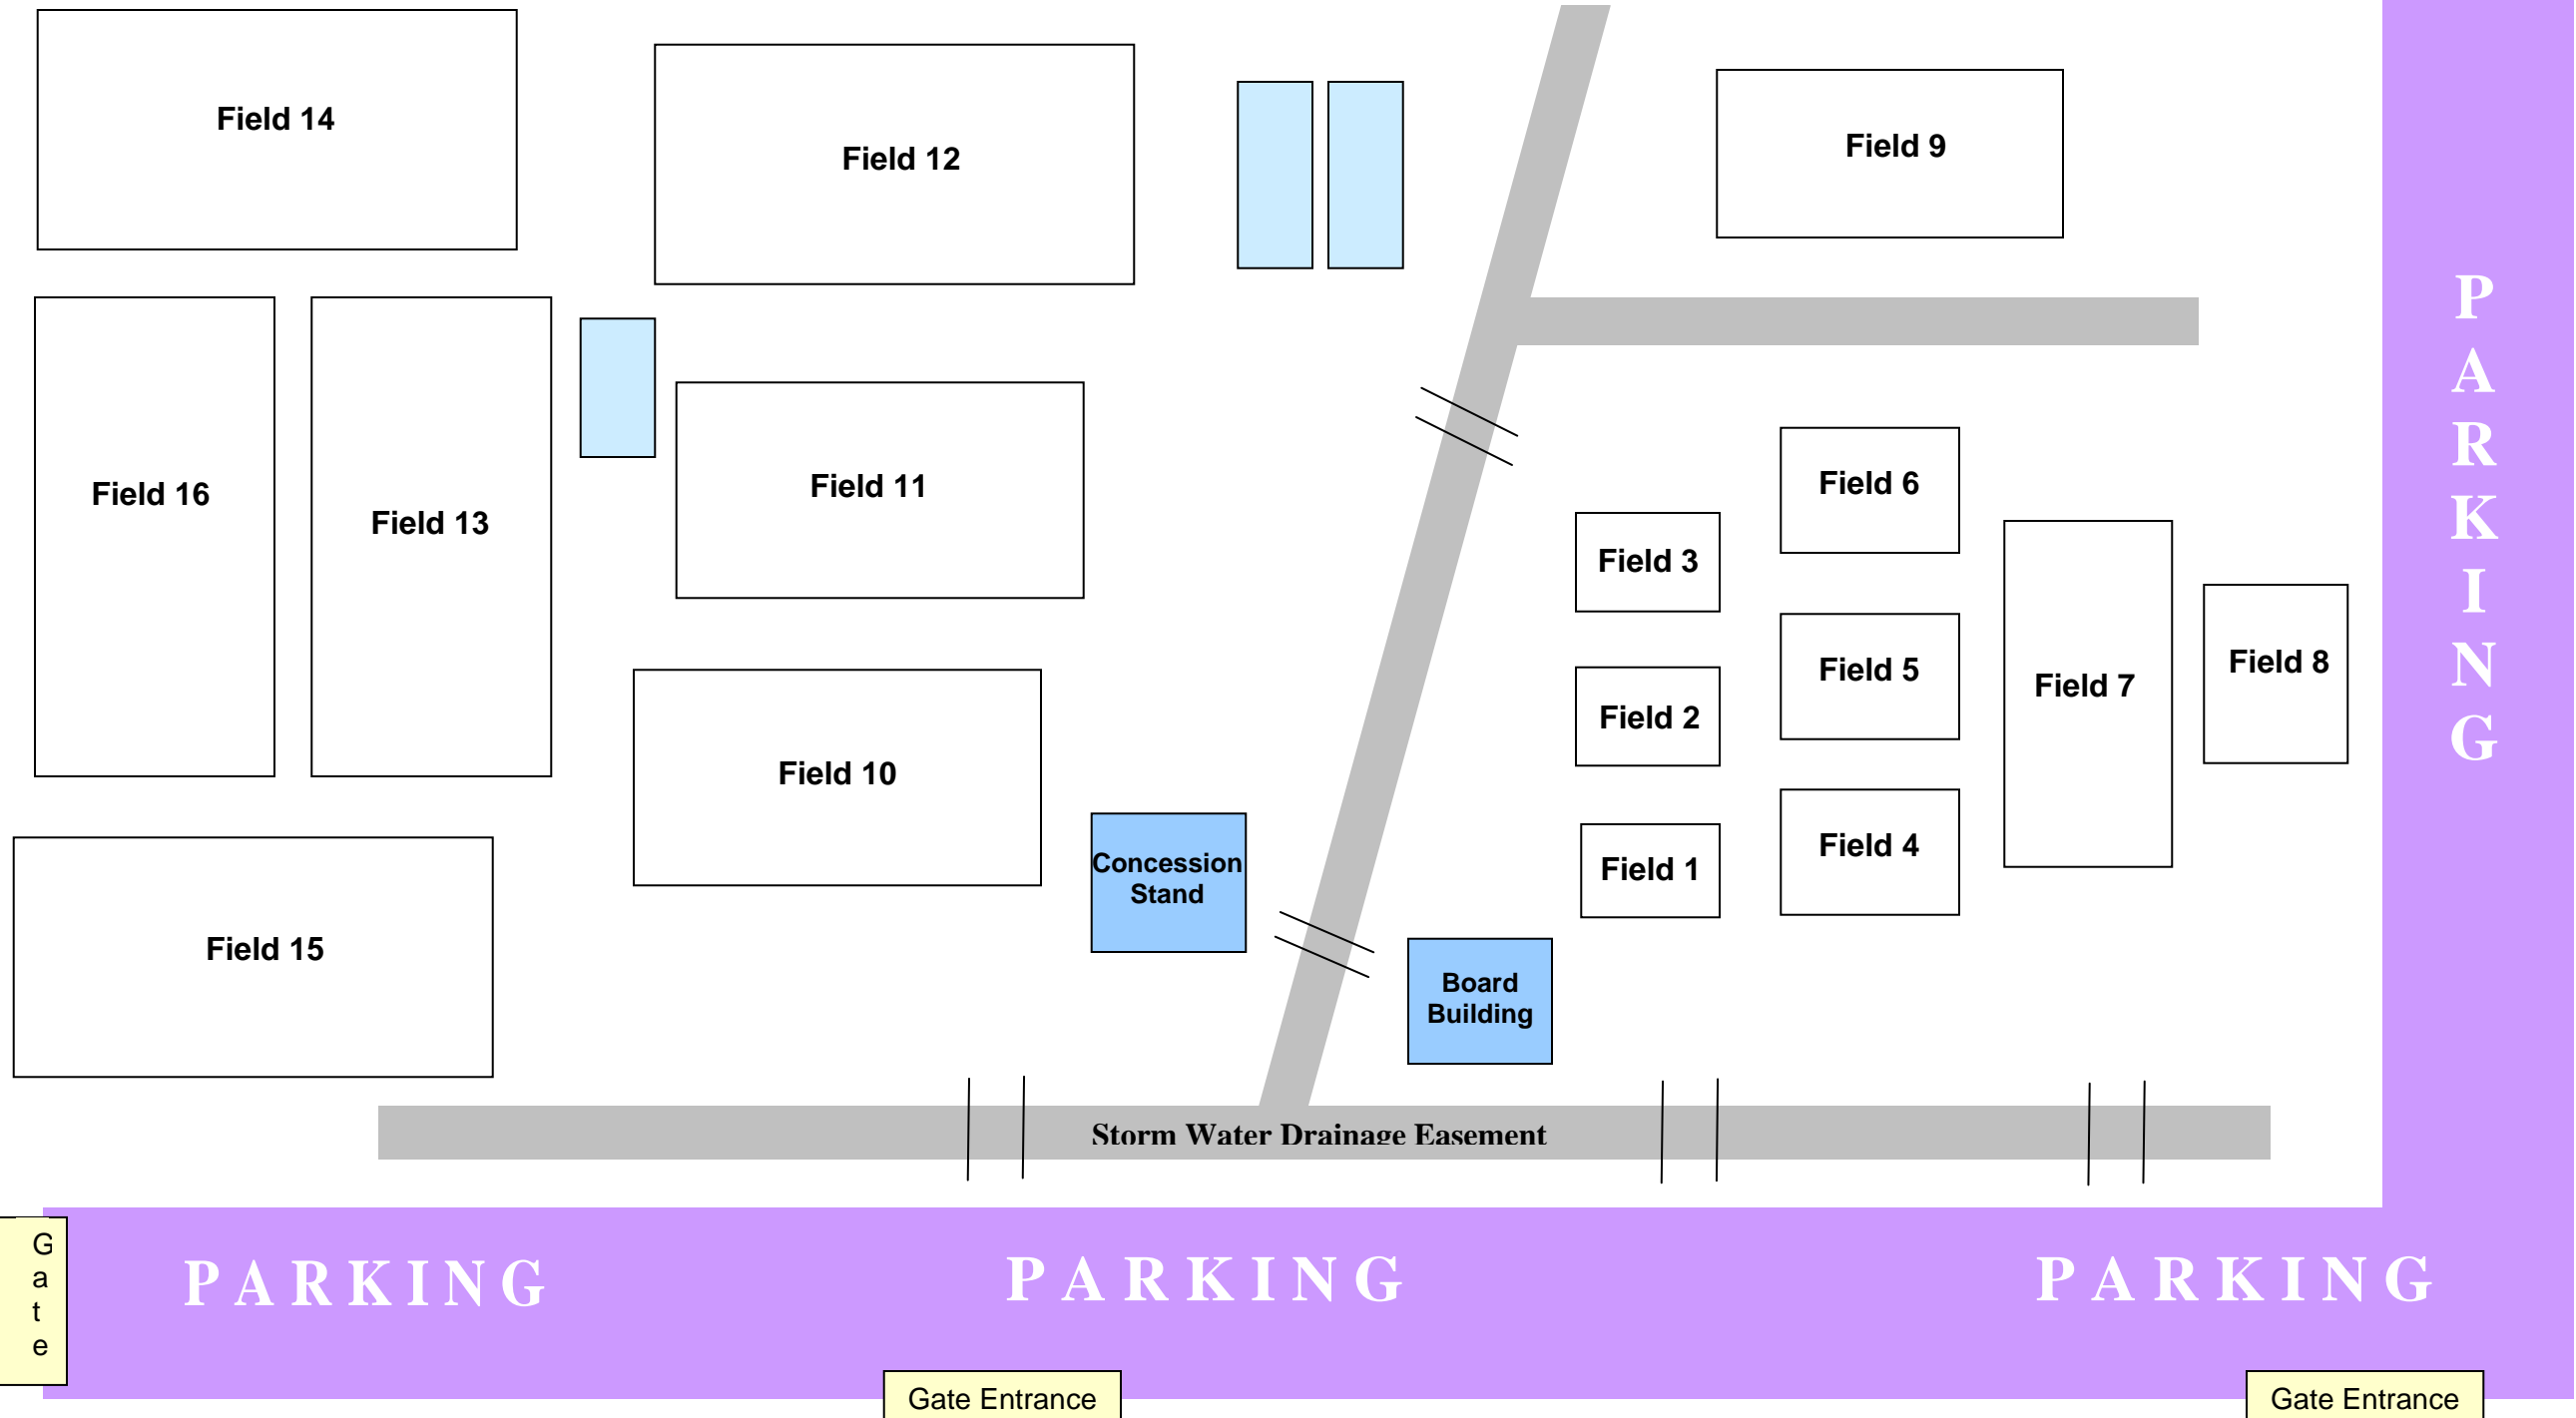 Field 14
Field 12
Field 9
Field 16
Field 13
Field 11
Field 6
Field 3
Field 5
Field 2
Field 7
Field 8
Field 10
Field 4
Field 1
Concession
Stand
Field 15
Board
Building
Storm Water Drainage Easement
P
A
R
K
I
N
G
G
a
t
e
PARKING
PARKING
PARKING
Gate Entrance
Gate Entrance